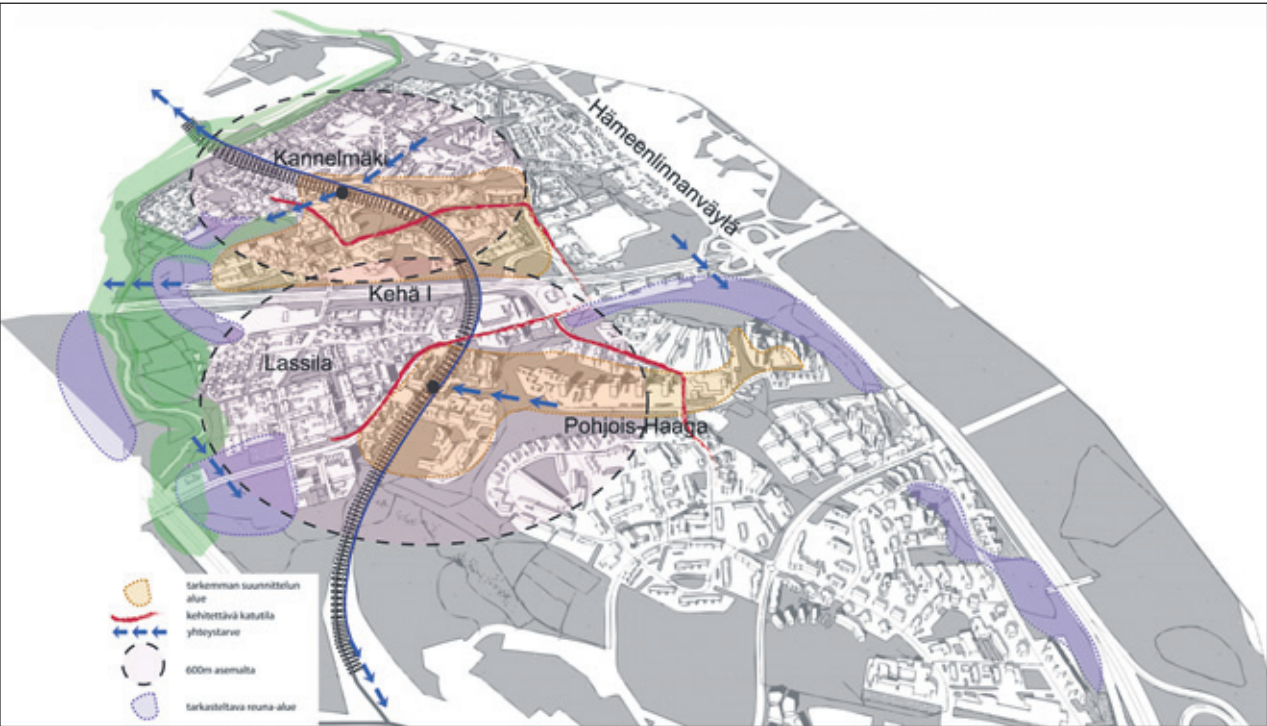 Hämeenlinnanväylä
Kannelmäki
Kehä I
Lassila
Pohjois-Haaga
tarkemman suunnittelun
alue
kehitettävä katutila
yhteystarve
600m asemalta
tarkasteltava reuna-alue